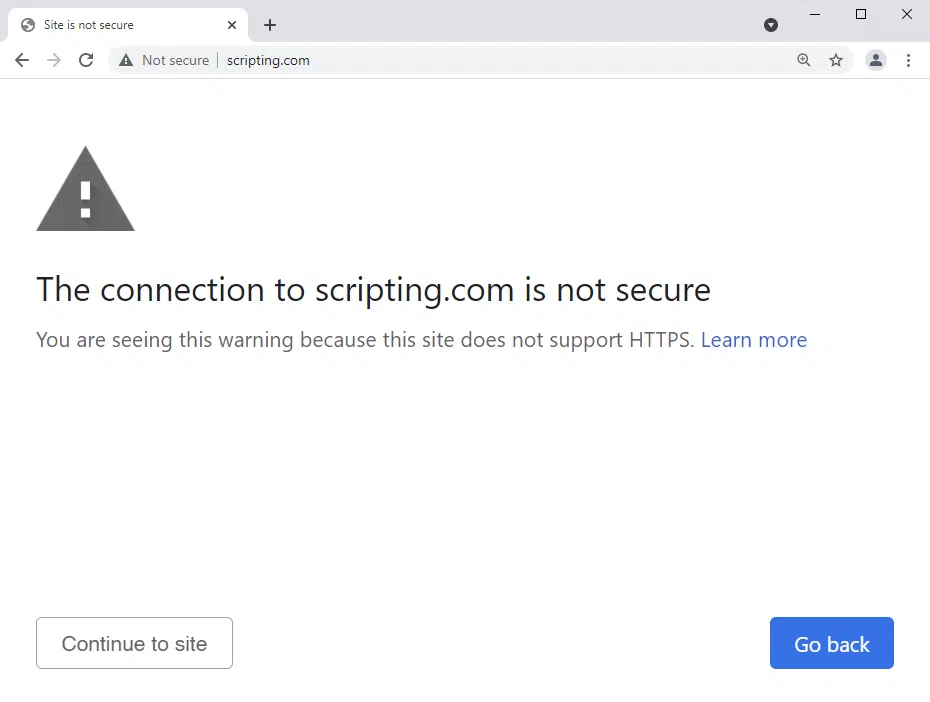 Site is not secure
Not secure | scripting.com
The connection to scripting.com is not secure
You are seeing this warning because this site does not support HTTPS. Learn more
Continue to site
Go back